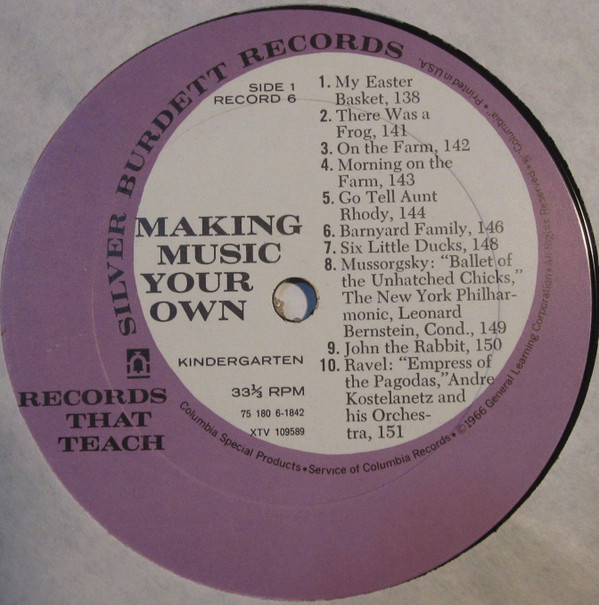 SILVER BURDETT RECORDS
SIDE 1
RECORD 6
MAKING
MUSIC
YOUR
OWN
KINDERGARTEN
33⅓ RPM
75 180 6-1842
XTV 109589
RECORDS
THAT
TEACH
1. My Easter
Basket, 138
2. There Was a
Frog, 141
3. On the Farm, 142
4. Morning on the
Farm, 143
5. Go Tell Aunt
Rhody, 144
6. Barnyard Family, 146
7. Six Little Ducks, 148
8. Mussorgsky: “Ballet of
the Unhatched Chicks,”
The New York Philhar-
monic, Leonard
Bernstein, Cond., 149
9. John the Rabbit, 150
10. Ravel: “Empress of
the Pagodas,”Andre
Kostelanetz and
his Orches-
tra, 151
Columbia Special Products•Service of Columbia Records•©1966 General Learning Corporation•All Rights Reserved•"Columbia"•Printed in U.S.A.